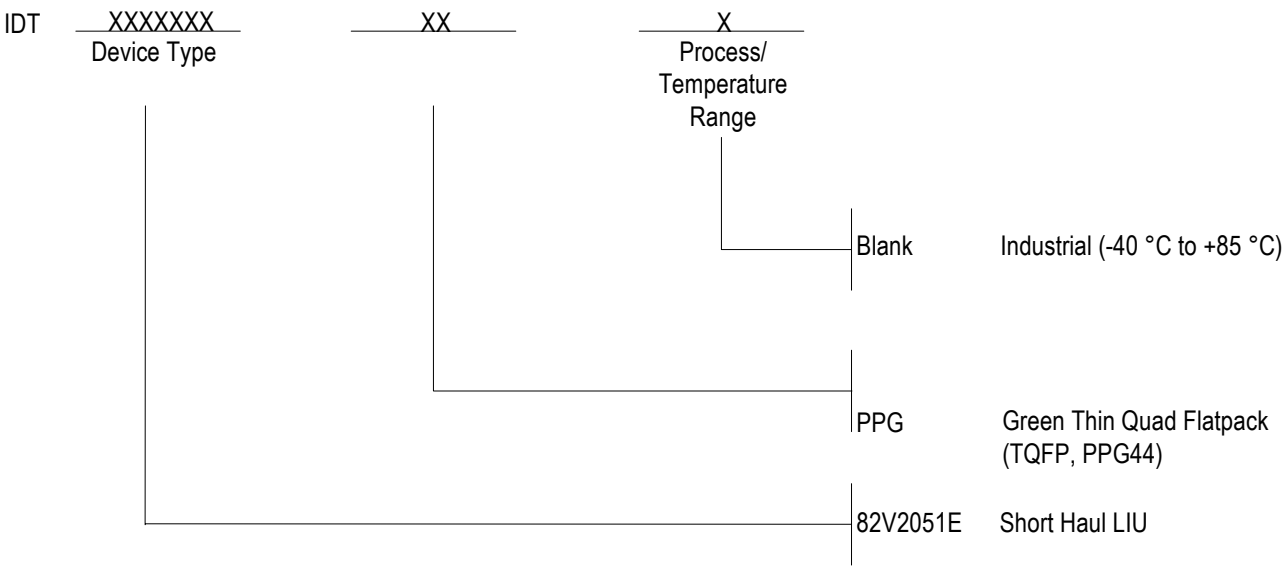 IDT XXXXXXX XX X
Device Type
Process/
Temperature
Range
Blank Industrial (-40 °C to +85 °C)
PPG Green Thin Quad Flatpack
(TQFP, PPG44)
82V2051E Short Haul LIU